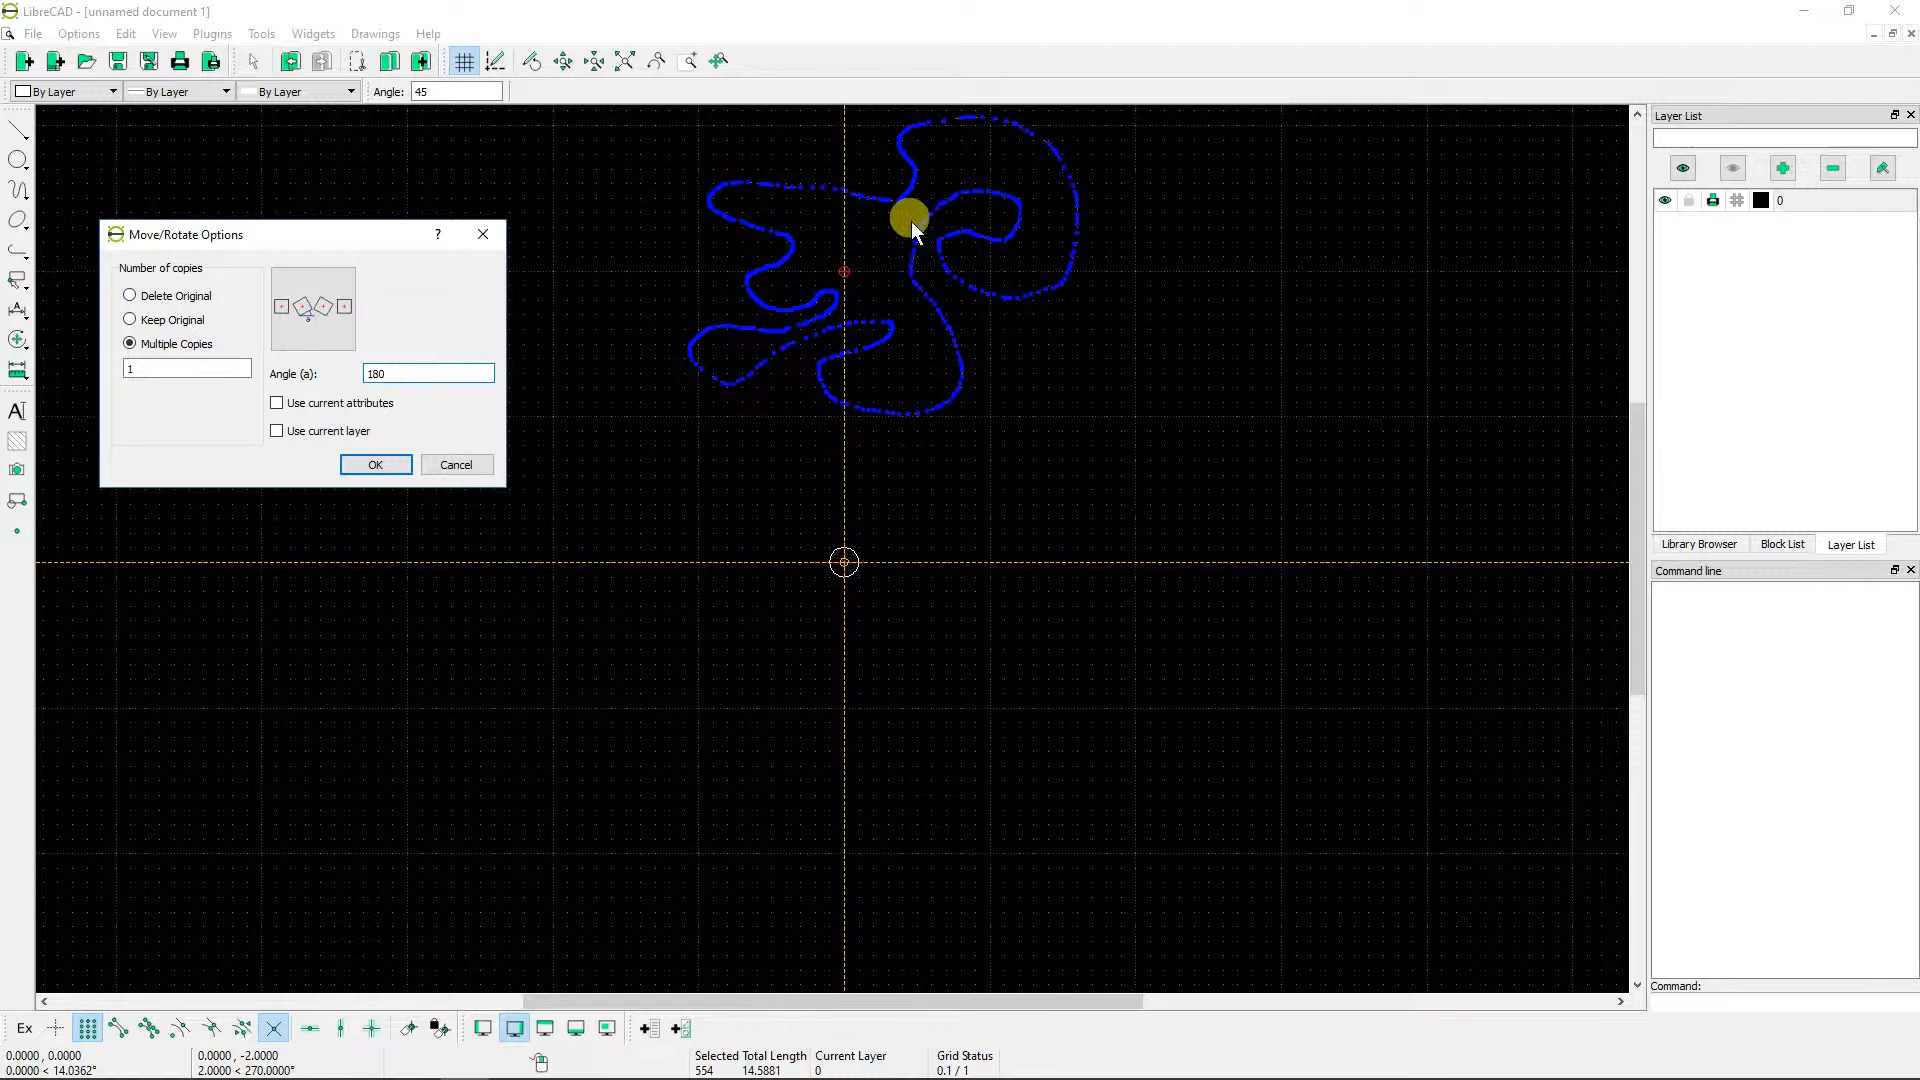 LibreCAD - [unnamed document 1]
File Options Edit View Plugins Tools Widgets Drawings Help
By Layer By Layer By Layer Angle: 45
Layer List
0
Move/Rotate Options ?
Number of copies
Delete Original
Keep Original
Multiple Copies
1
a
Angle (a): 180
Use current attributes
Use current layer
OK Cancel
Library Browser Block List Layer List
Command line
Command:
Ex
0.0000 , 0.0000
0.0000 < 14.0362°
0.0000 , -2.0000
2.0000 < 270.0000°
Selected Total Length
554 14.5881
Current Layer
0
Grid Status
0.1 / 1